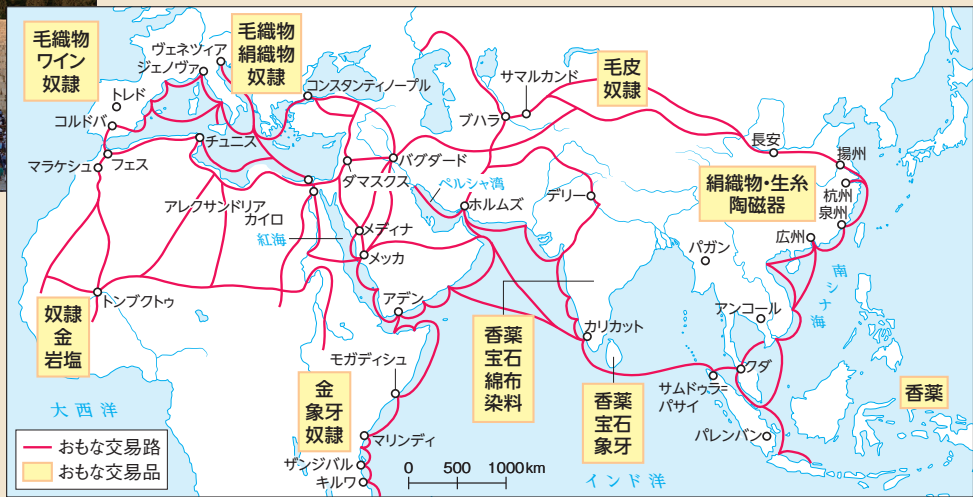 毛織物
ワイン
奴隷
ヴェネツィア
ジェノヴァ
毛織物
絹織物
奴隷
コンスタンティノープル
サマルカンド
毛皮
奴隷
トレド
コルドバ
ブハラ
長安
揚州
チュニス
マラケシュ
フェス
バグダード
ダマスクス
ペルシャ湾
デリー
絹織物・生糸
陶磁器
杭州
泉州
アレクサンドリア
カイロ
ホルムズ
紅海
メディナ
メッカ
パガン
広州
南シナ海
トンブクトゥ
アデン
アンコール
奴隷
金
岩塩
香薬
宝石
綿布
染料
カリカット
モガディシュ
クダ
サムドゥラ=
パサイ
金
象牙
奴隷
香薬
宝石
象牙
香薬
大西洋
マリンディ
パレンバン
おもな交易路
おもな交易品
ザンジバル
キルワ
0 500 1000km
インド洋